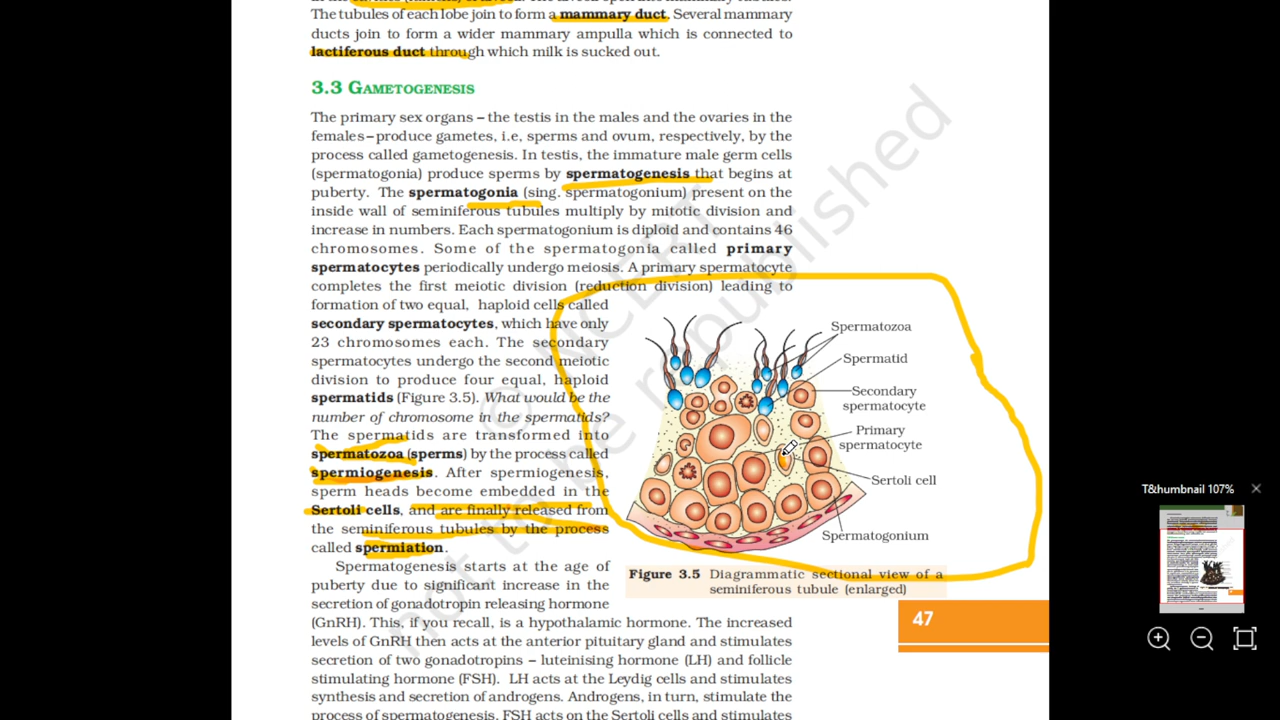 The tubules of each lobe join to form a mammary duct. Several mammary
ducts join to form a wider mammary ampulla which is connected to
lactiferous duct through which milk is sucked out.
3.3 GAMETOGENESIS
The primary sex organs – the testis in the males and the ovaries in the
females – produce gametes, i.e, sperms and ovum, respectively, by the
process called gametogenesis. In testis, the immature male germ cells
(spermatogonia) produce sperms by spermatogenesis that begins at
puberty. The spermatogonia (sing. spermatogonium) present on the
inside wall of seminiferous tubules multiply by mitotic division and
increase in numbers. Each spermatogonium is diploid and contains 46
chromosomes. Some of the spermatogonia called primary
spermatocytes periodically undergo meiosis. A primary spermatocyte
completes the first meiotic division (reduction division) leading to
formation of two equal, haploid cells called
secondary spermatocytes, which have only
23 chromosomes each. The secondary
spermatocytes undergo the second meiotic
division to produce four equal, haploid
spermatids (Figure 3.5). What would be the
number of chromosome in the spermatids?
The spermatids are transformed into
spermatozoa (sperms) by the process called
spermiogenesis. After spermiogenesis,
sperm heads become embedded in the
Sertoli cells, and are finally released from
the seminiferous tubules by the process
called spermiation.
Spermatogenesis starts at the age of
puberty due to significant increase in the
secretion of gonadotropin releasing hormone
(GnRH). This, if you recall, is a hypothalamic hormone. The increased
levels of GnRH then acts at the anterior pituitary gland and stimulates
secretion of two gonadotropins – luteinising hormone (LH) and follicle
stimulating hormone (FSH). LH acts at the Leydig cells and stimulates
synthesis and secretion of androgens. Androgens, in turn, stimulate the
process of spermatogenesis. FSH acts on the Sertoli cells and stimulates
Spermatozoa
Spermatid
Secondary
spermatocyte
Primary
spermatocyte
Sertoli cell
Spermatogonium
Figure 3.5 Diagrammatic sectional view of a
seminiferous tubule (enlarged)
47
© NCERT
not to be republished
T&humbnail 107%